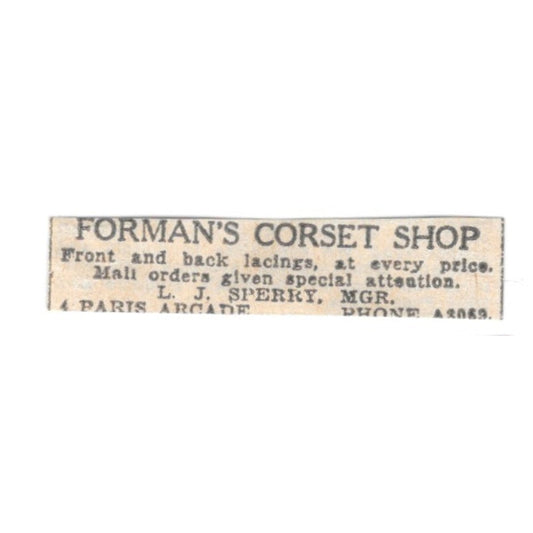 FORMAN'S CORSET SHOP
Front and back lacings, at every price.
Mail orders given special attention.
L. J. SPERRY, MGR.
4 PARIS ARCADE PHONE A2052.